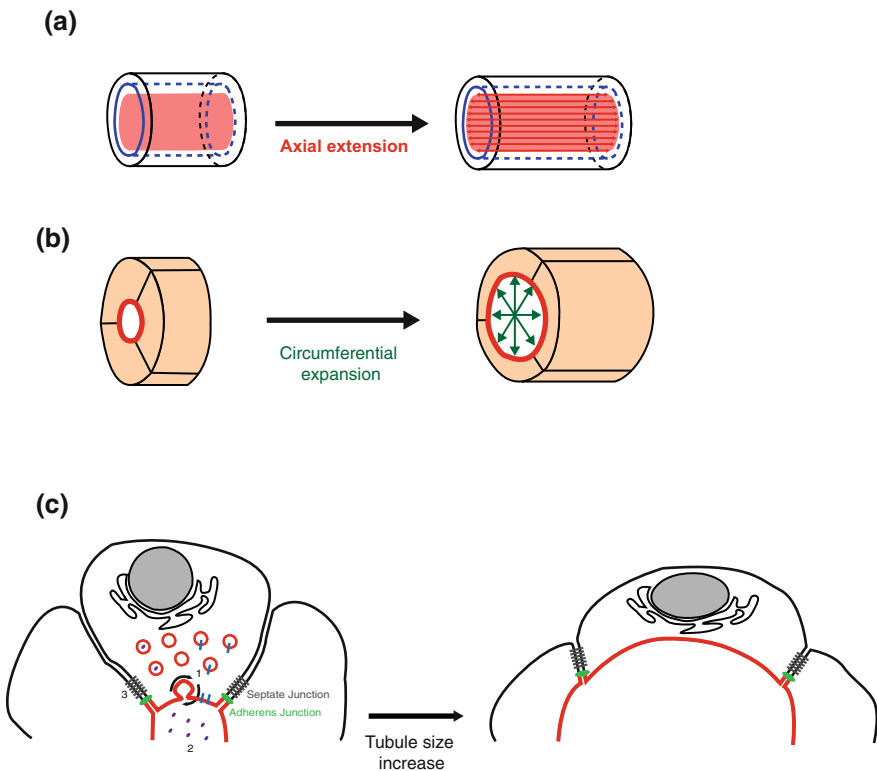 (a)
Axial extension
(b)
Circumferential
expansion
(c)
1
3
Septate Junction
Adherens Junction
2
Tubule size
increase